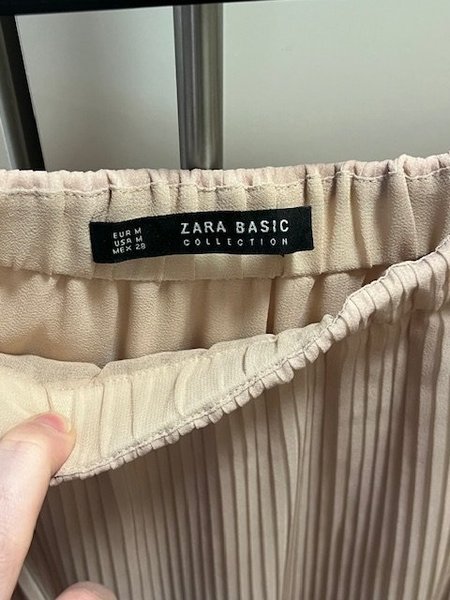 EUR M
USA M
MEX 28
ZARA BASIC
COLLECTION